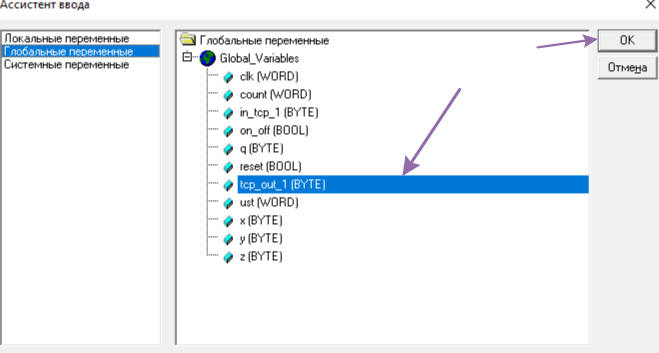 Ассистент ввода
Локальные переменные
Глобальные переменные
Системные переменные
Глобальные переменные
Global_Variables
clk (WORD)
count (WORD)
in_tcp_1 (BYTE)
on_off (BOOL)
q (BYTE)
reset (BOOL)
tcp_out_1 (BYTE)
ust (WORD)
x (BYTE)
y (BYTE)
z (BYTE)
OK
Отмена